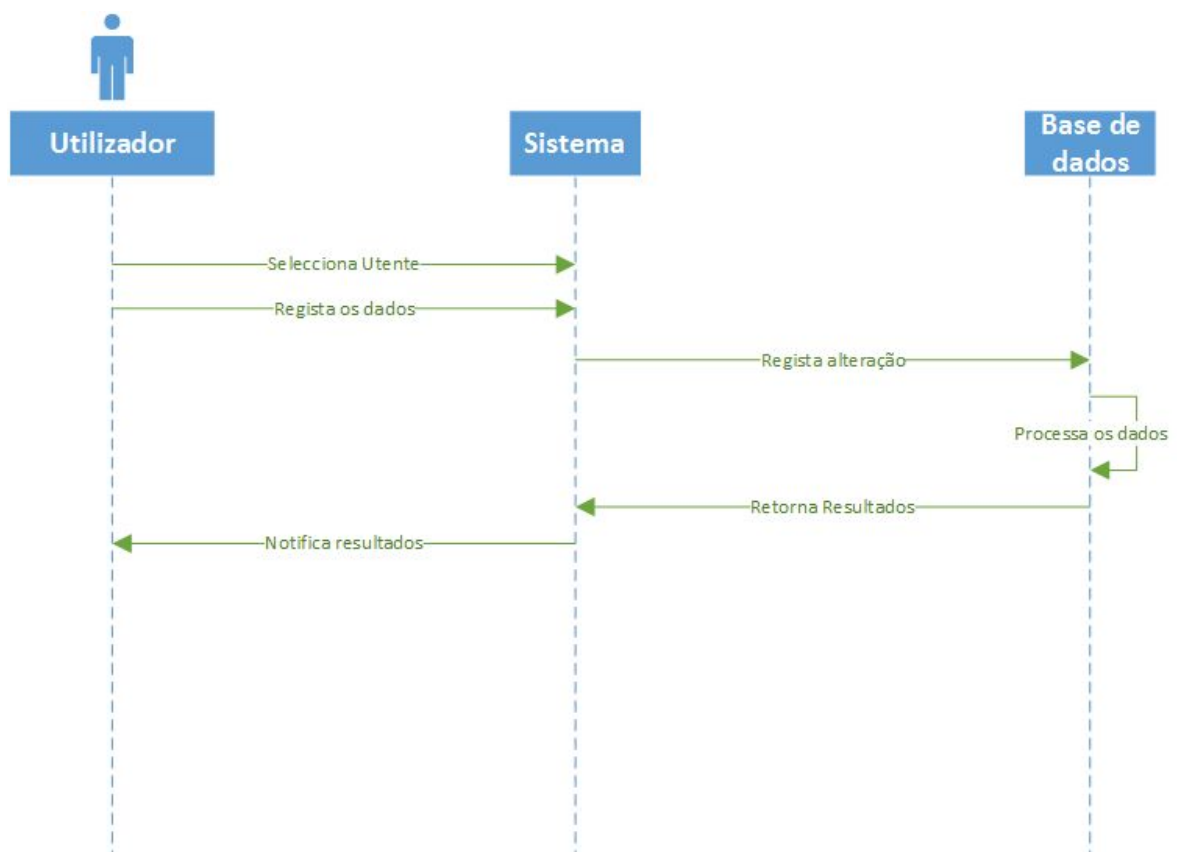 Utilizador
Sistema
Base de
dados
Selecciona Utente
Regista os dados
Regista alteração
Processa os dados
Retorna Resultados
Notifica resultados